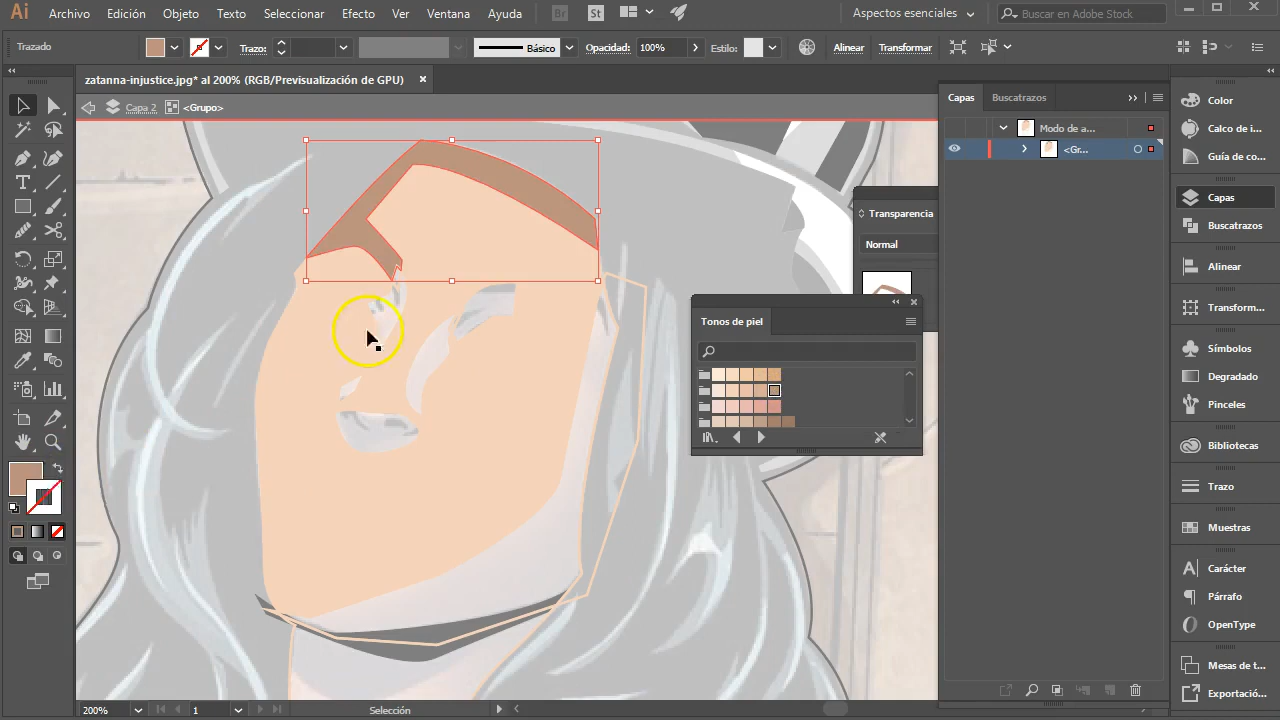 Ai Archivo Edición Objeto Texto Seleccionar Efecto Ver Ventana Ayuda Br St Aspectos esenciales Buscar en Adobe Stock
Trazado Trazo: Básico Opacidad: 100% Estilo: Alinear Transformar
zatanna-injustice.jpg* al 200% (RGB/Previsualización de GPU)
Capa 2 <Grupo>
Capas Buscatrazos
Modo de a...
<Gr...
Transparencia
Normal
Tonos de piel
Color
Calco de i...
Guía de co...
Capas
Buscatrazos
Alinear
Transform...
Trazado
Degradado
Pinceles
Bibliotecas
Trazo
Muestras
Carácter
Párrafo
OpenType
Mesas de t...
Exportació...
200% 1 Selección